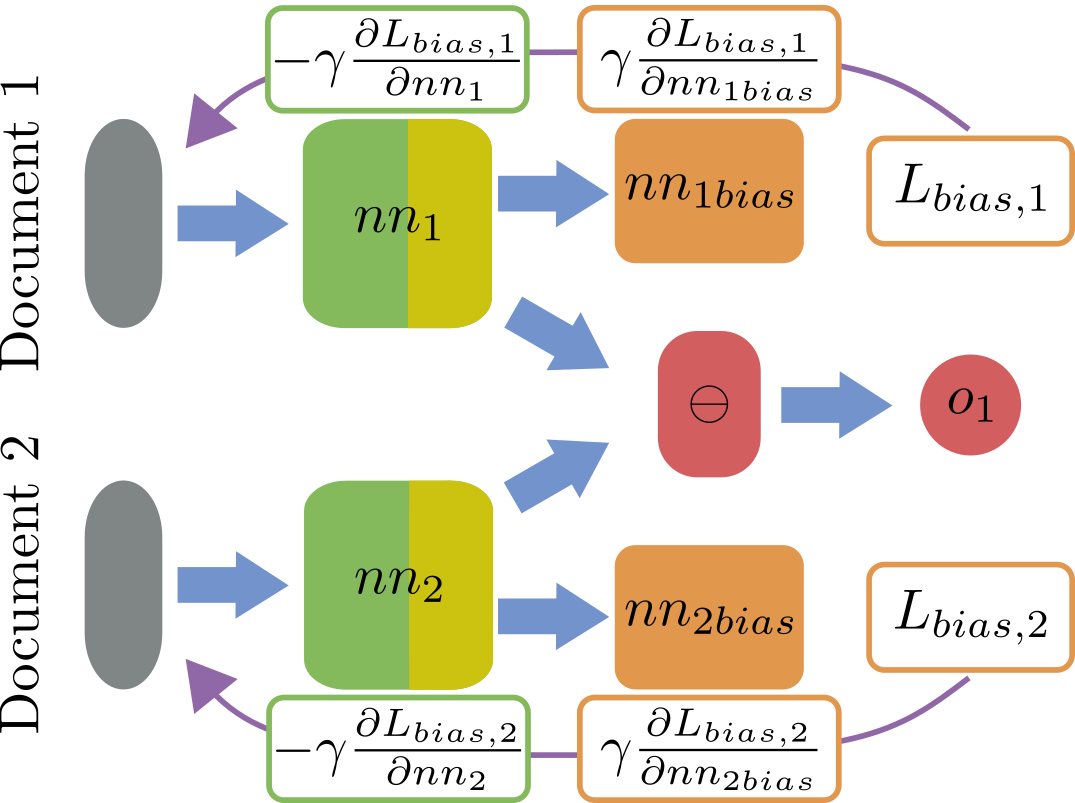 Document 1
$-\gamma \frac{\partial L_{bias,1}}{\partial nn_1}$
$\gamma \frac{\partial L_{bias,1}}{\partial nn_{1bias}}$
$nn_1$
$nn_{1bias}$
$L_{bias,1}$
$\ominus$
$o_1$
Document 2
$nn_2$
$nn_{2bias}$
$L_{bias,2}$
$-\gamma \frac{\partial L_{bias,2}}{\partial nn_2}$
$\gamma \frac{\partial L_{bias,2}}{\partial nn_{2bias}}$